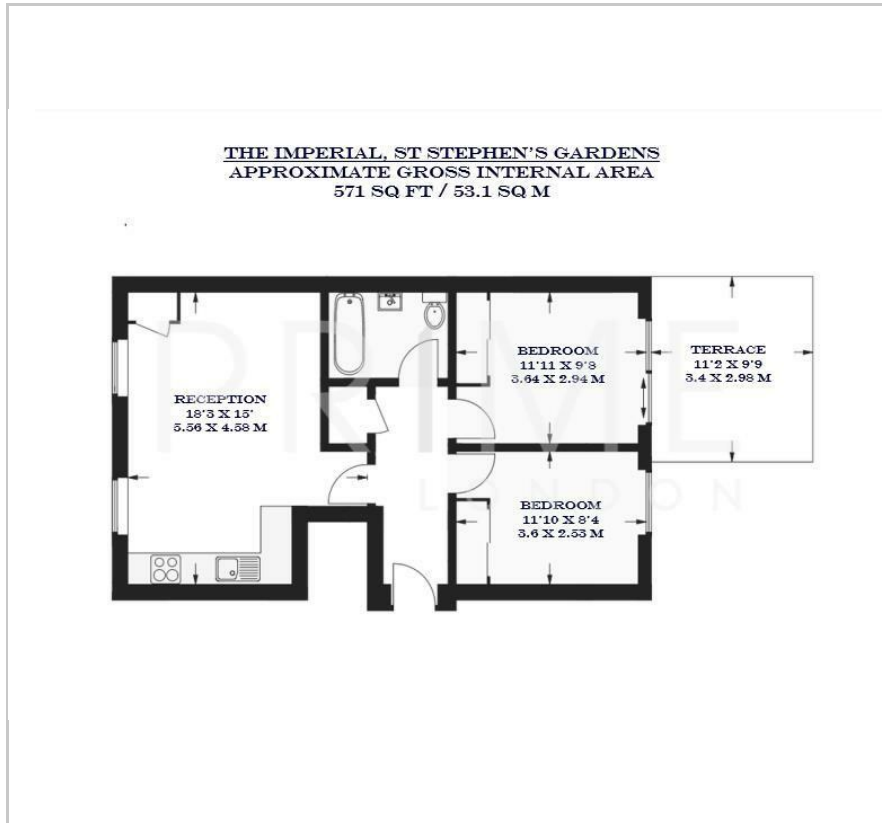 THE IMPERIAL, ST STEPHEN'S GARDENS
APPROXIMATE GROSS INTERNAL AREA
571 SQ FT / 53.1 SQ M
BEDROOM
11'11 X 9'8
3.64 X 2.94 M
TERRACE
11'2 X 9'9
3.4 X 2.98 M
RECEPTION
18'3 X 15'
5.56 X 4.58 M
BEDROOM
11'10 X 8'4
3.6 X 2.53 M
PRIME
LONDON